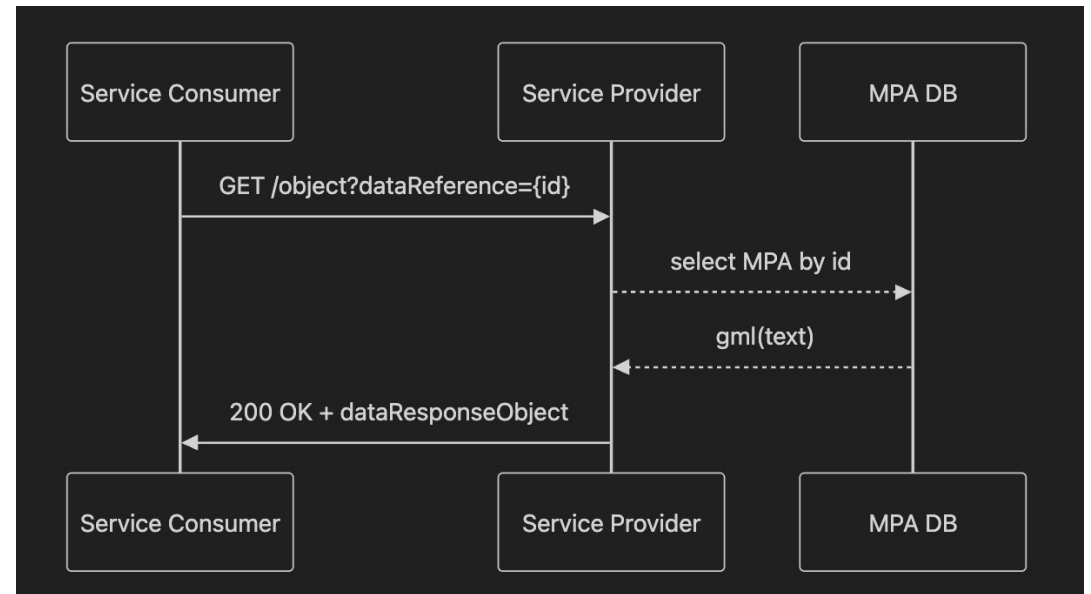 Service Consumer
Service Provider
MPA DB
GET /object?dataReference={id}
select MPA by id
gml(text)
200 OK + dataResponseObject
Service Consumer
Service Provider
MPA DB